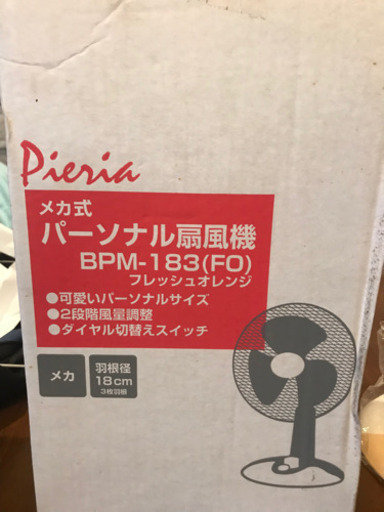 Pieria
メカ式
パーソナル扇風機
BPM-183(FO)
フレッシュオレンジ
●可愛いパーソナルサイズ
●2段階風量調整
●ダイヤル切替えスイッチ
メカ
羽根径
18cm
3枚羽根